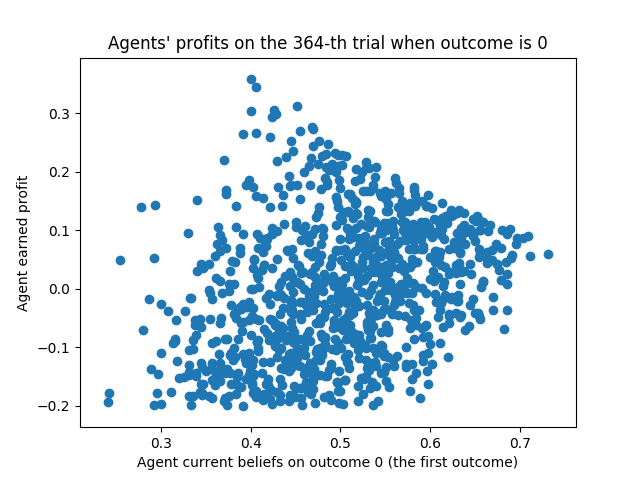 Agents' profits on the 364-th trial when outcome is 0
Agent earned profit
0.3
0.2
0.1
0.0
−0.1
−0.2
0.3 0.4 0.5 0.6 0.7
Agent current beliefs on outcome 0 (the first outcome)